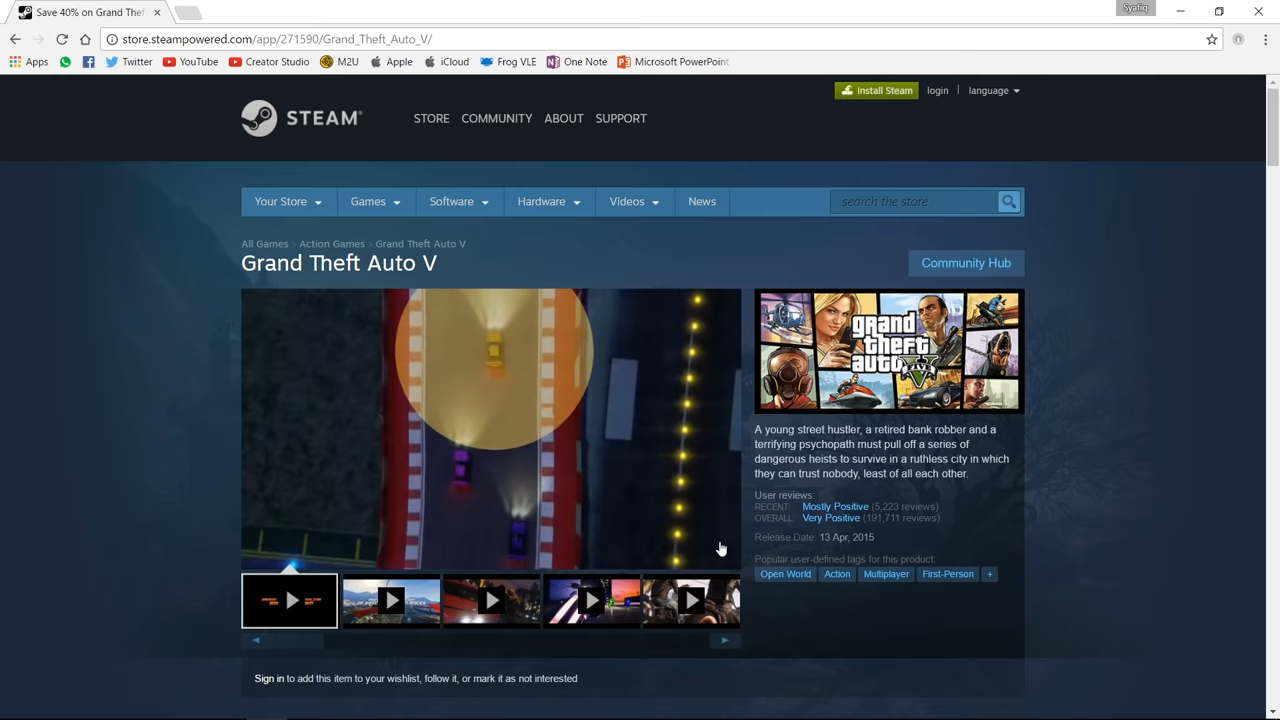 Save 40% on Grand Thef
Syafiq
store.steampowered.com/app/271590/Grand_Theft_Auto_V/
Apps Twitter YouTube Creator Studio M2U Apple iCloud Frog VLE One Note Microsoft PowerPoint
Install Steam login | language
STEAM®
STORE COMMUNITY ABOUT SUPPORT
Your Store Games Software Hardware Videos News search the store
All Games > Action Games > Grand Theft Auto V
Grand Theft Auto V
Community Hub
grand
theft
auto V
FIVE
A young street hustler, a retired bank robber and a
terrifying psychopath must pull off a series of
dangerous heists to survive in a ruthless city in which
they can trust nobody, least of all each other.
User reviews:
RECENT: Mostly Positive (5,223 reviews)
OVERALL: Very Positive (191,711 reviews)
Release Date: 13 Apr, 2015
Popular user-defined tags for this product:
Open World Action Multiplayer First-Person +
Sign in to add this item to your wishlist, follow it, or mark it as not interested